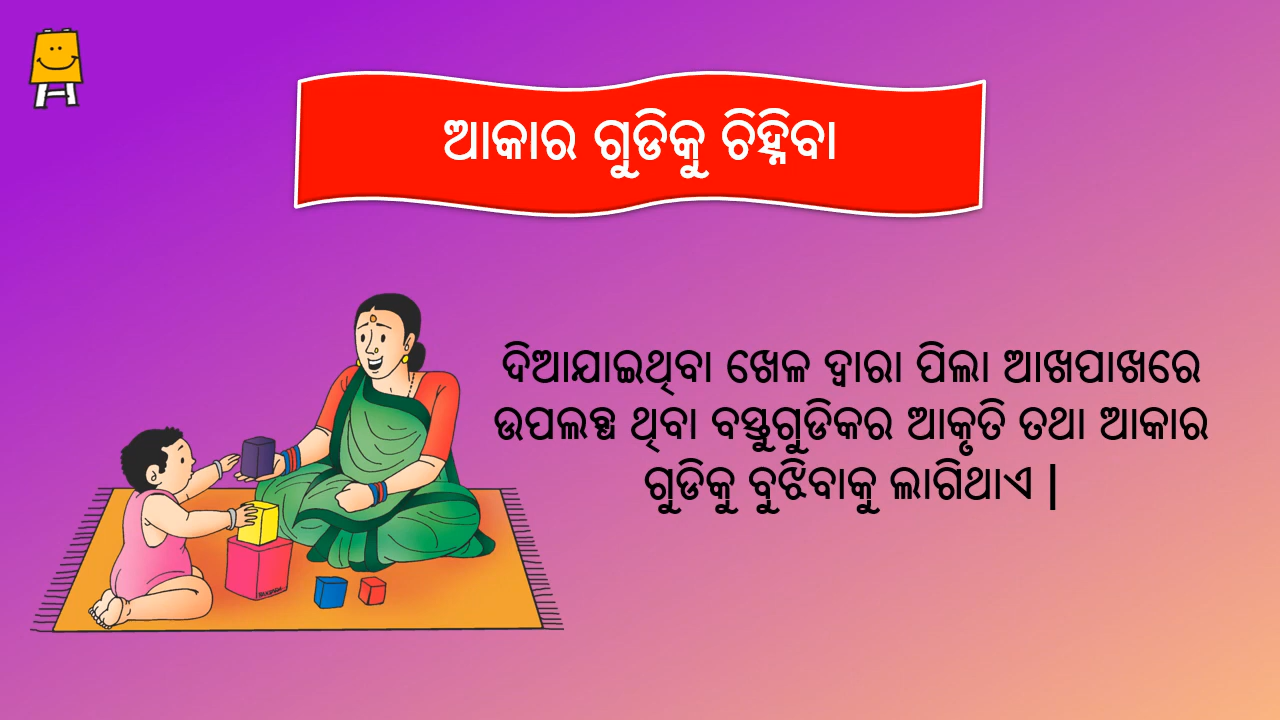 ଆକାର ଗୁଡିକୁ ଚିହ୍ନିବା
ଦିଆଯାଇଥିବା ଖେଳ ଦ୍ଵାରା ପିଲା ଆଖପାଖରେ
ଉପଲବ୍ଧ ଥିବା ବସ୍ତୁଗୁଡିକର ଆକୃତି ତଥା ଆକାର
ଗୁଡିକୁ ବୁଝିବାକୁ ଲାଗିଥାଏ |